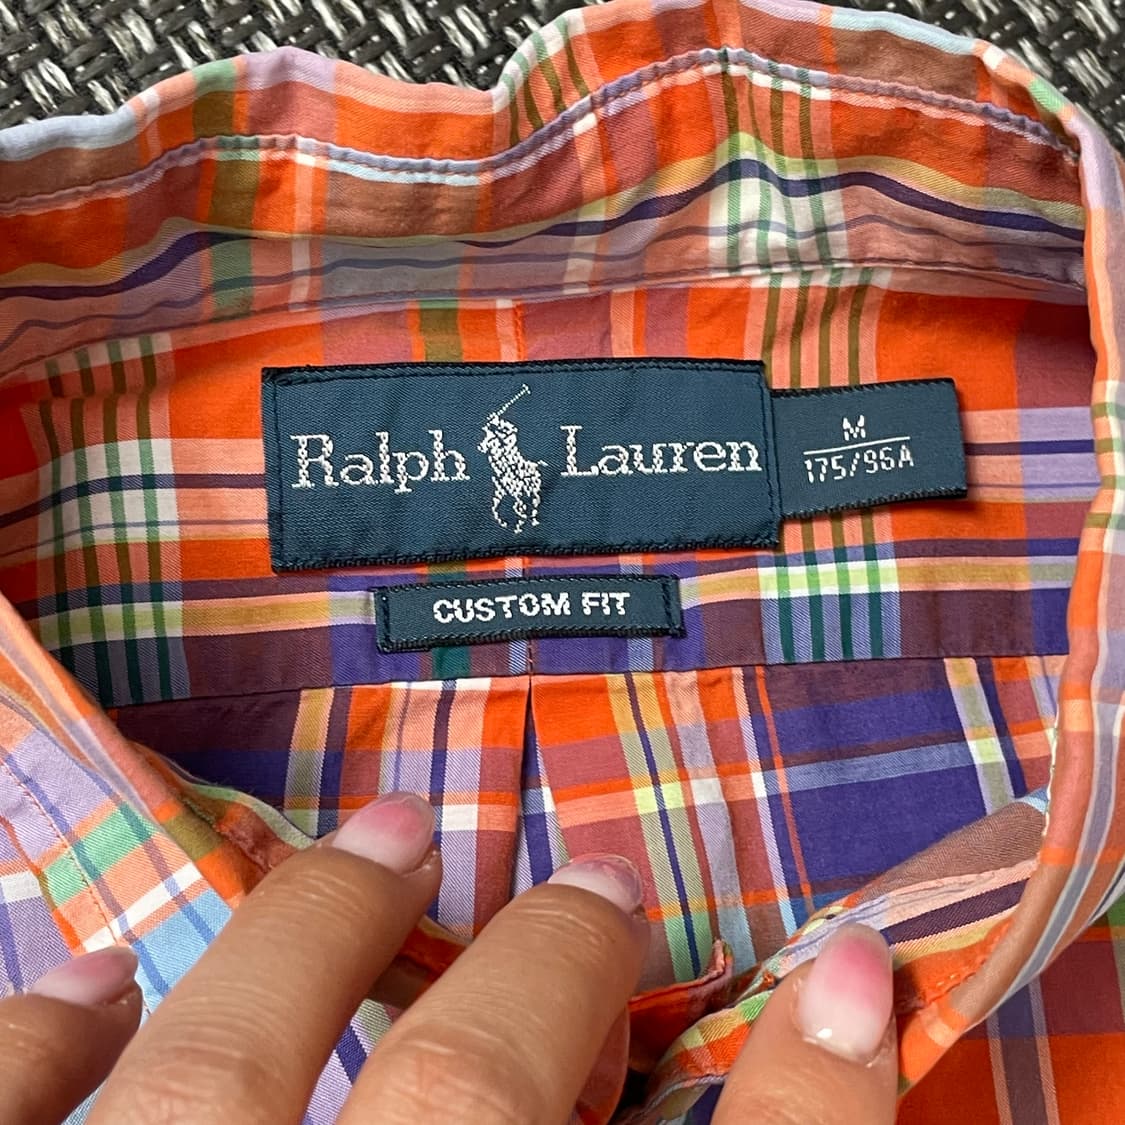 Ralph Lauren
M
175/96A
CUSTOM FIT